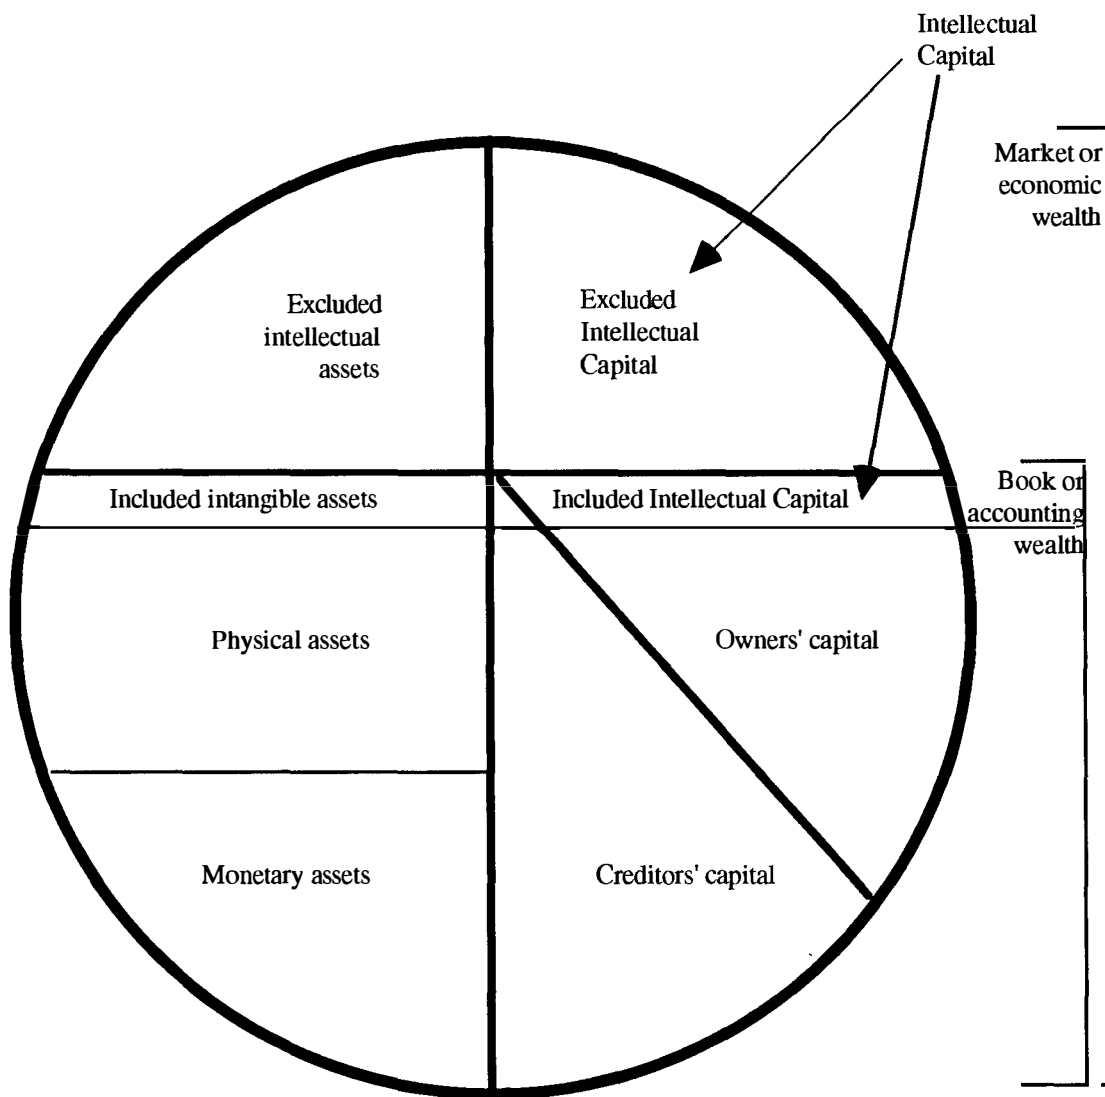 Intellectual
Capital
Market or
economic
wealth
Excluded
intellectual
assets
Excluded
Intellectual
Capital
Included intangible assets
Included Intellectual Capital
Book or
accounting
wealth
Physical assets
Owners' capital
Monetary assets
Creditors' capital